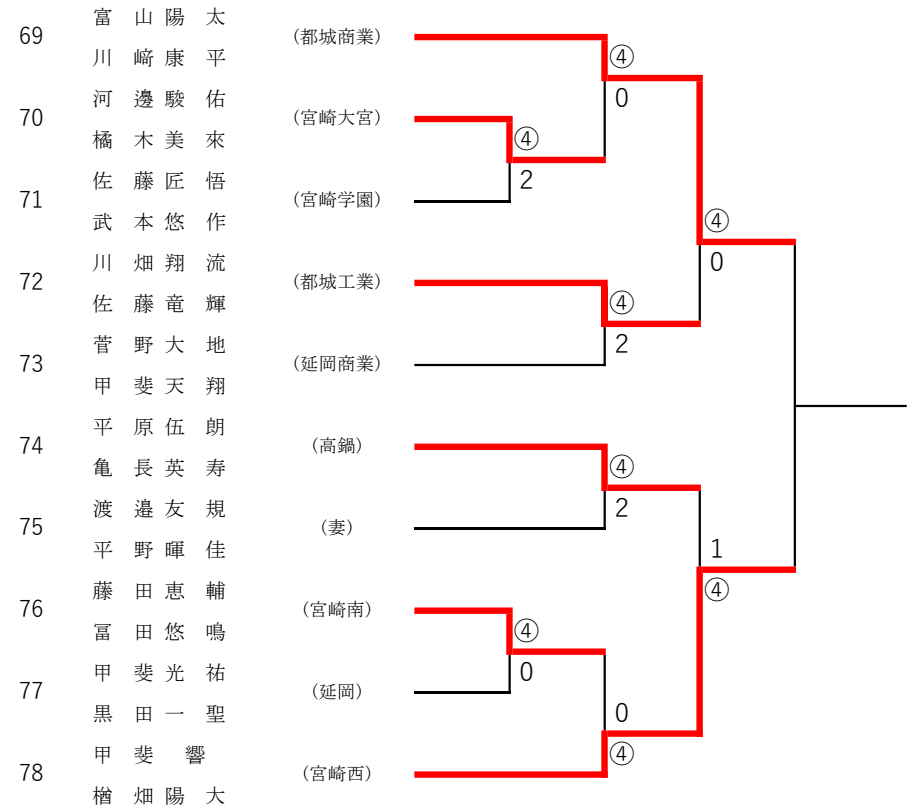 富山陽太
69 (都城商業)
④
川﨑康平
0
河邊駿佑
70 (宮崎大宮)
④
橘木美來
2
佐藤匠悟
71 (宮崎学園)
武本悠作
④
0
川畑翔流
72 (都城工業)
④
佐藤竜輝
2
菅野大地
73 (延岡商業)
甲斐天翔
平原伍朗
74 (高鍋)
④
亀長英寿
2
渡邉友規
75 (妻)
平野暉佳
1
④
藤田恵輔
76 (宮崎南)
④
冨田悠鳴
0
甲斐光祐
77 (延岡)
黒田一聖
0
④
甲斐響
78 (宮崎西)
楢畑陽大